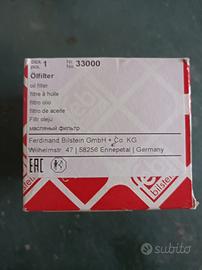 Stck. 1 Nr. 33000
pcs. No.
Ölfilter
oil filter
filtre à huile
filtro olio
filtro de aceite
Filtr oleju
масляный фильтр
Ferdinand Bilstein GmbH + Co. KG
Wilhelmstr. 47 | 58256 Ennepetal | Germany
EAC
febi
bilstein
subito